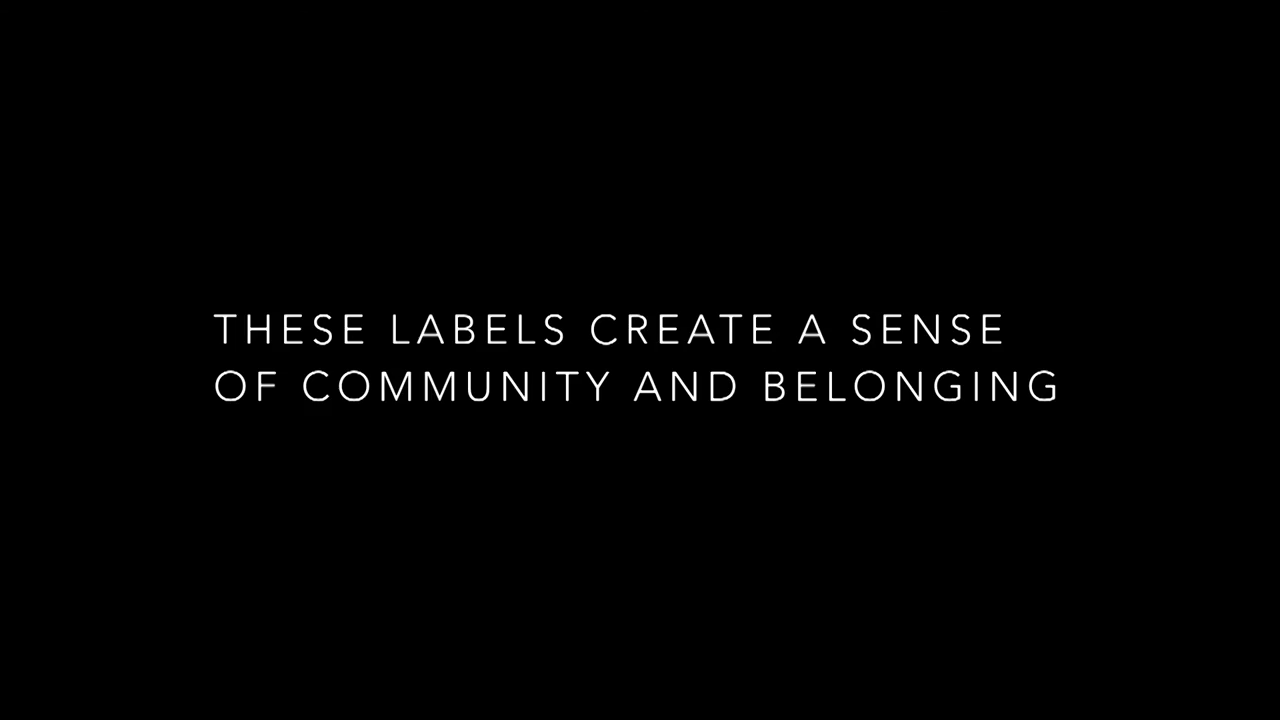 THESE LABELS CREATE A SENSE
OF COMMUNITY AND BELONGING